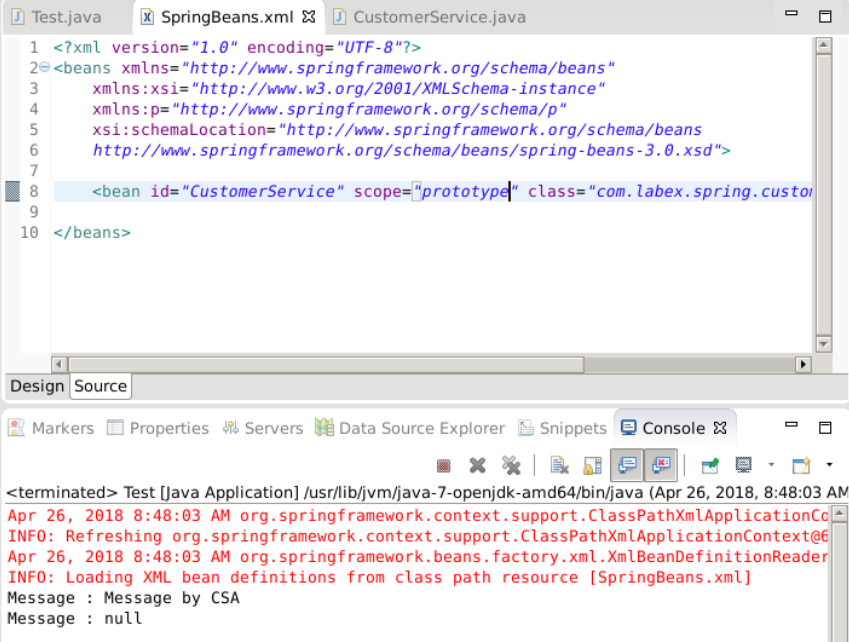 Test.java SpringBeans.xml CustomerService.java
1 <?xml version="1.0" encoding="UTF-8"?>
2 <beans xmlns="http://www.springframework.org/schema/beans"
3 xmlns:xsi="http://www.w3.org/2001/XMLSchema-instance"
4 xmlns:p="http://www.springframework.org/schema/p"
5 xsi:schemaLocation="http://www.springframework.org/schema/beans
6 http://www.springframework.org/schema/beans/spring-beans-3.0.xsd">
7
8 <bean id="CustomerService" scope="prototype" class="com.labex.spring.custom
9
10 </beans>
Design Source
Markers Properties Servers Data Source Explorer Snippets Console
<terminated> Test [Java Application] /usr/lib/jvm/java-7-openjdk-amd64/bin/java (Apr 26, 2018, 8:48:03 AM
Apr 26, 2018 8:48:03 AM org.springframework.context.support.ClassPathXmlApplicationCo
INFO: Refreshing org.springframework.context.support.ClassPathXmlApplicationContext@6
Apr 26, 2018 8:48:03 AM org.springframework.beans.factory.xml.XmlBeanDefinitionReader
INFO: Loading XML bean definitions from class path resource [SpringBeans.xml]
Message : Message by CSA
Message : null